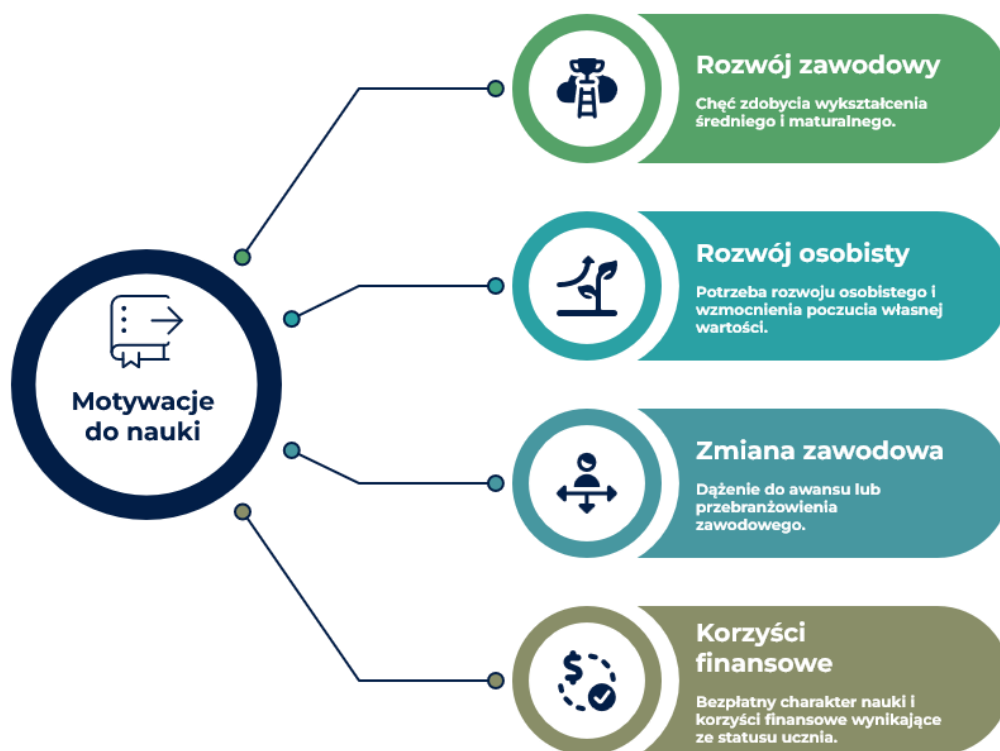 Motywacje
do nauki
Rozwój zawodowy
Chęć zdobycia wykształcenia
średniego i maturalnego.
Rozwój osobisty
Potrzeba rozwoju osobistego i
wzmocnienia poczucia własnej
wartości.
Zmiana zawodowa
Dążenie do awansu lub
przebranżowienia
zawodowego.
Korzyści
finansowe
Bezpłatny charakter nauki i
korzyści finansowe wynikające
ze statusu ucznia.